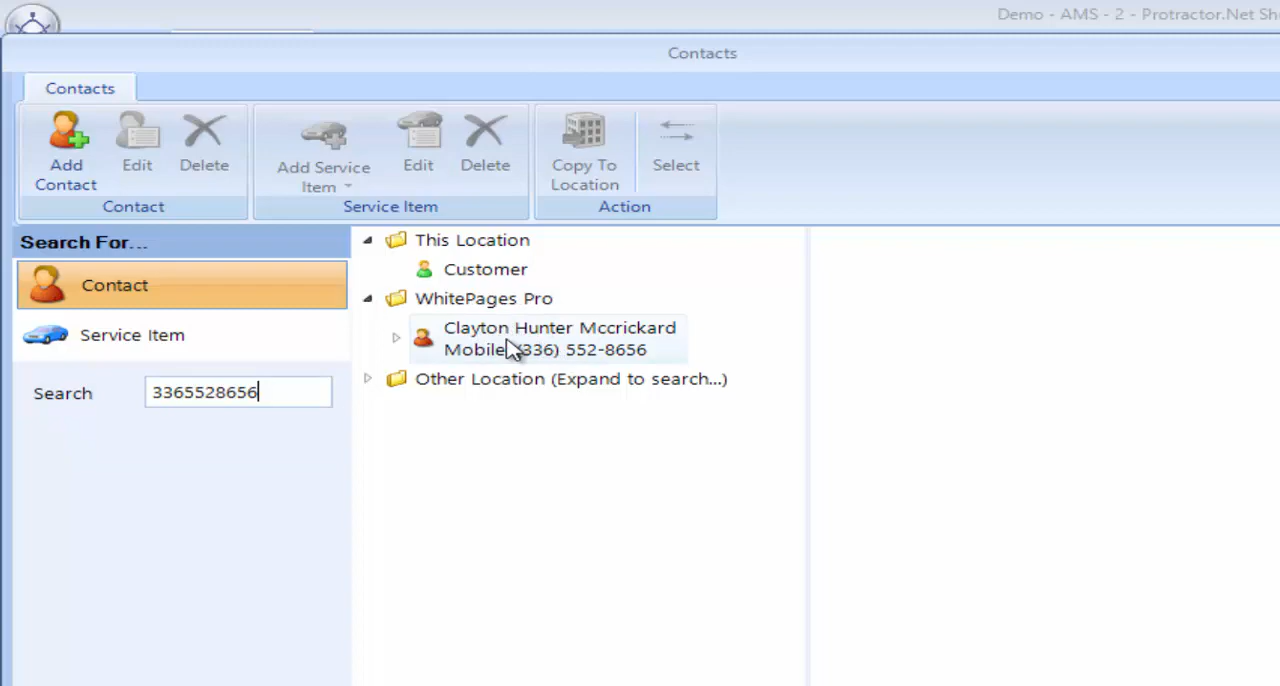 Demo - AMS - 2 - Protractor.Net
Contacts
Contacts
Add Contact
Edit
Delete
Add Service Item
Edit
Delete
Copy To Location
Select
Contact
Service Item
Action
Search For...
Contact
Service Item
Search
3365528656
This Location
Customer
WhitePages Pro
Clayton Hunter Mccrickard
Mobile (336) 552-8656
Other Location (Expand to search...)